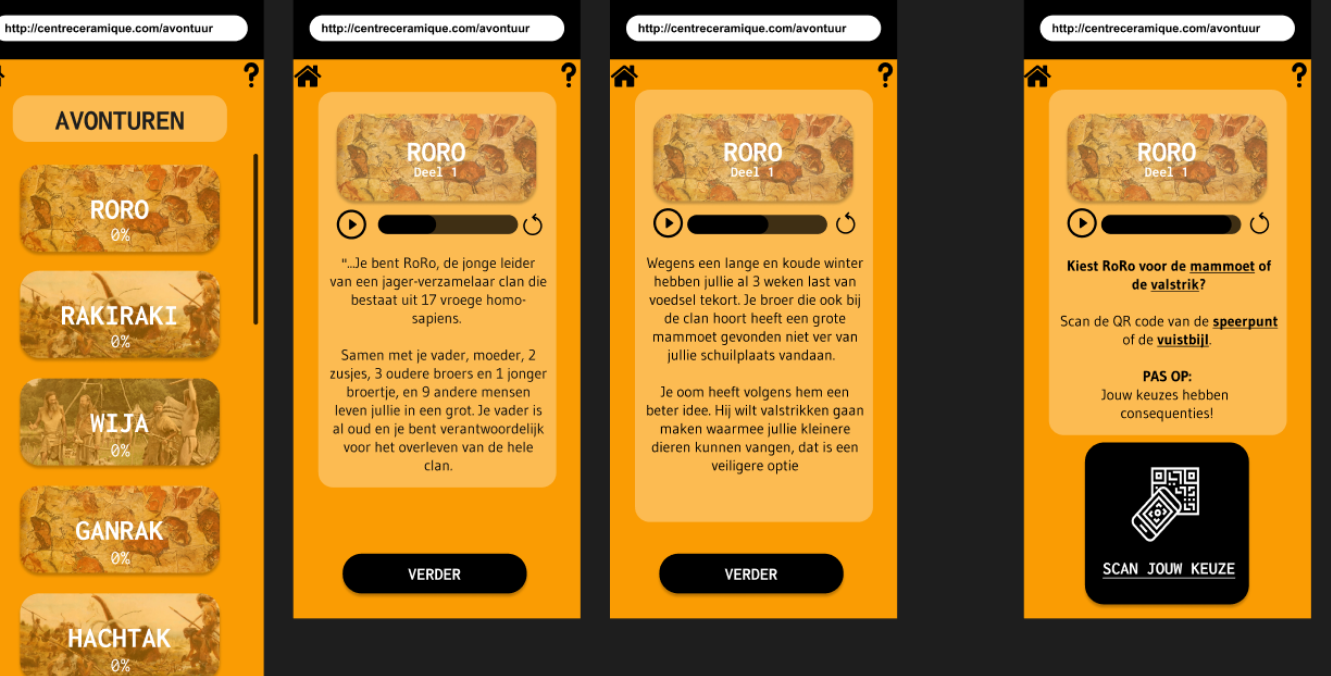 http://centreceramique.com/avontuur
?
AVONTUREN
RORO
0%
RAKIRAKI
0%
WIJA
0%
GANRAK
0%
HACHTAK
0%
http://centreceramique.com/avontuur
?
RORO
Deel 1
"…Je bent RoRo, de jonge leider
van een jager-verzamelaar clan die
bestaat uit 17 vroege homo-
sapiens.
Samen met je vader, moeder, 2
zusjes, 3 oudere broers en 1 jonger
broertje, en 9 andere mensen
leven jullie in een grot. Je vader is
al oud en je bent verantwoordelijk
voor het overleven van de hele
clan.
VERDER
http://centreceramique.com/avontuur
?
RORO
Deel 1
Wegens een lange en koude winter
hebben jullie al 3 weken last van
voedsel tekort. Je broer die ook bij
de clan hoort heeft een grote
mammoet gevonden niet ver van
jullie schuilplaats vandaan.
Je oom heeft volgens hem een
beter idee. Hij wilt valstrikken gaan
maken waarmee jullie kleinere
dieren kunnen vangen, dat is een
veiligere optie
VERDER
http://centreceramique.com/avontuur
?
RORO
Deel 1
Kiest RoRo voor de mammoet of
de valstrik?
Scan de QR code van de speerpunt
of de vuistbijl.
PAS OP:
Jouw keuzes hebben
consequenties!
SCAN JOUW KEUZE